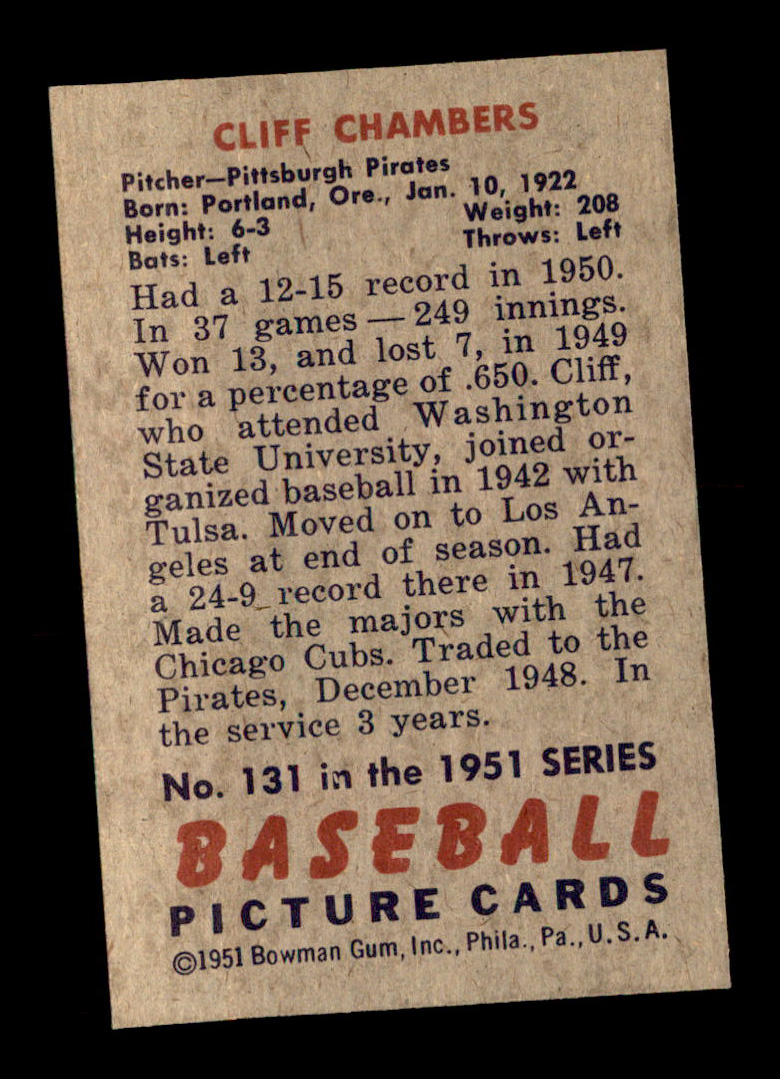 CLIFF CHAMBERS
Pitcher—Pittsburgh Pirates
Born: Portland, Ore., Jan. 10, 1922
Height: 6-3 Weight: 208
Bats: Left Throws: Left
Had a 12-15 record in 1950.
In 37 games — 249 innings.
Won 13, and lost 7, in 1949
for a percentage of .650. Cliff,
who attended Washington
State University, joined or-
ganized baseball in 1942 with
Tulsa. Moved on to Los An-
geles at end of season. Had
a 24-9 record there in 1947.
Made the majors with the
Chicago Cubs. Traded to the
Pirates, December 1948. In
the service 3 years.
No. 131 in the 1951 SERIES
BASEBALL
PICTURE CARDS
©1951 Bowman Gum, Inc., Phila., Pa., U.S.A.